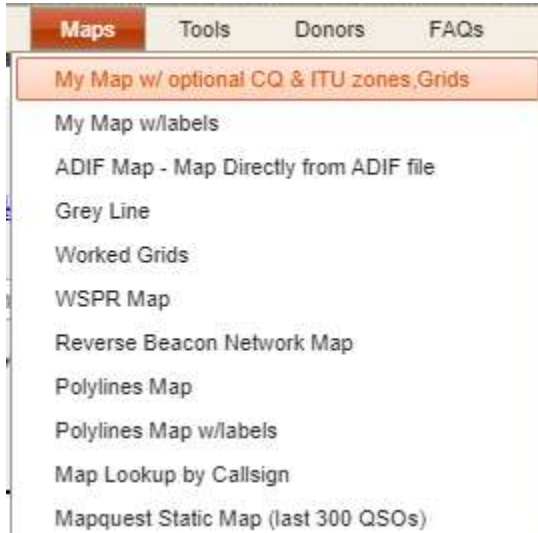 Maps Tools Donors FAQs
My Map w/ optional CQ & ITU zones,Grids
My Map w/labels
ADIF Map - Map Directly from ADIF file
Grey Line
Worked Grids
WSPR Map
Reverse Beacon Network Map
Polylines Map
Polylines Map w/labels
Map Lookup by Callsign
Mapquest Static Map (last 300 QSOs)